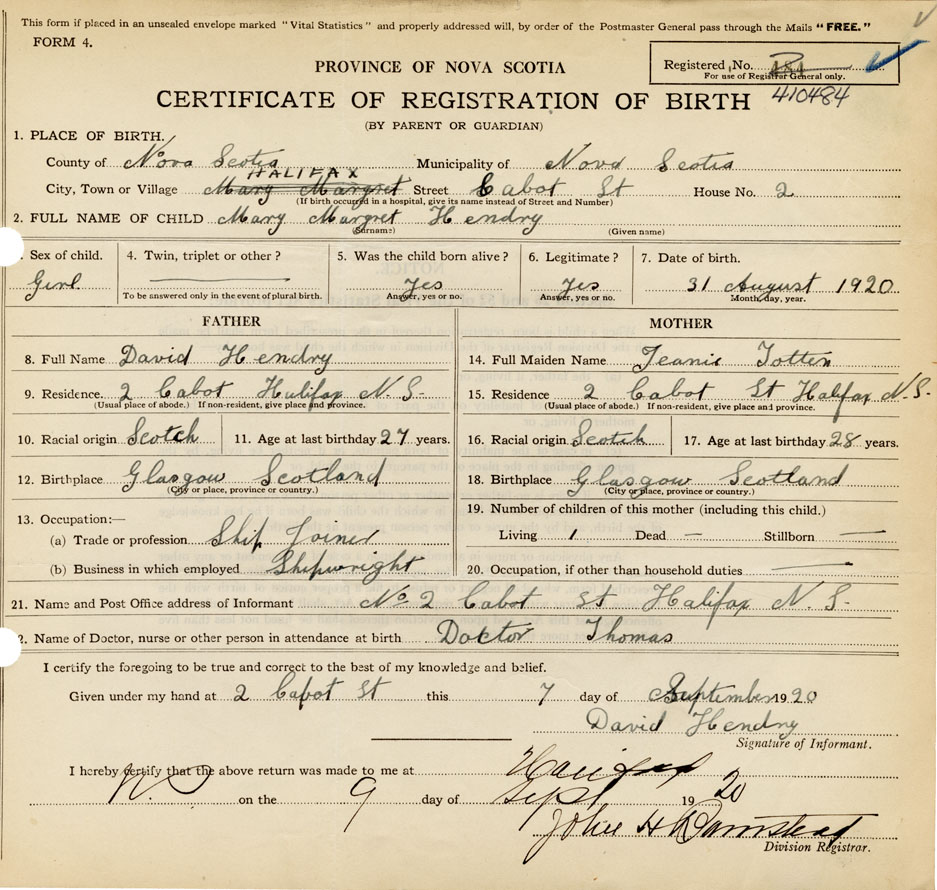 This form if placed in an unsealed envelope marked "Vital Statistics" and properly addressed will, by order of the Postmaster General pass through the Mails "FREE."
FORM 4.
Registered No.
For use of Registrar General only.
410484
PROVINCE OF NOVA SCOTIA
CERTIFICATE OF REGISTRATION OF BIRTH
(BY PARENT OR GUARDIAN)
1. PLACE OF BIRTH.
County of Nova Scotia Municipality of Nova Scotia
HALIFAX
City, Town or Village Mary Margret Street Cabot St House No. 2
(If birth occured in a hospital, give its name instead of Street and Number)
2. FULL NAME OF CHILD Mary Margret Hendry
(Surname) (Given name)
. Sex of child. 4. Twin, triplet or other? 5. Was the child born alive? 6. Legitimate? 7. Date of birth.
Girl Yes Yes 31 August 1920
To be answered only in the event of plural birth. Answer, yes or no. Answer, yes or no. Month, day, year.
FATHER MOTHER
8. Full Name David Hendry 14. Full Maiden Name Jeanie Totten
9. Residence. 2 Cabot Halifax N.S. 15. Residence 2 Cabot St Halifax N.S.
(Usual place of abode.) If non-resident, give place and province. (Usual place of abode.) If non-resident, give place and province.
10. Racial origin Scotch 11. Age at last birthday 27 years. 16. Racial origin Scotch 17. Age at last birthday 28 years.
12. Birthplace Glasgow Scotland 18. Birthplace Glasgow Scotland
(City or place, province or country.) (City or place, province or country.)
13. Occupation:— 19. Number of children of this mother (including this child.)
(a) Trade or profession Ship Joiner Living 1 Dead — Stillborn —
(b) Business in which employed Shipwright 20. Occupation, if other than household duties —
21. Name and Post Office address of Informant No 2 Cabot St Halifax N.S.
2. Name of Doctor, nurse or other person in attendance at birth Doctor Thomas
I certify the foregoing to be true and correct to the best of my knowledge and belief.
Given under my hand at 2 Cabot St this 7 day of September 1920
David Hendry
Signature of Informant.
I hereby certify that the above return was made to me at Halifax
N.S on the 9 day of Sept 1920
John H
Division Registrar.